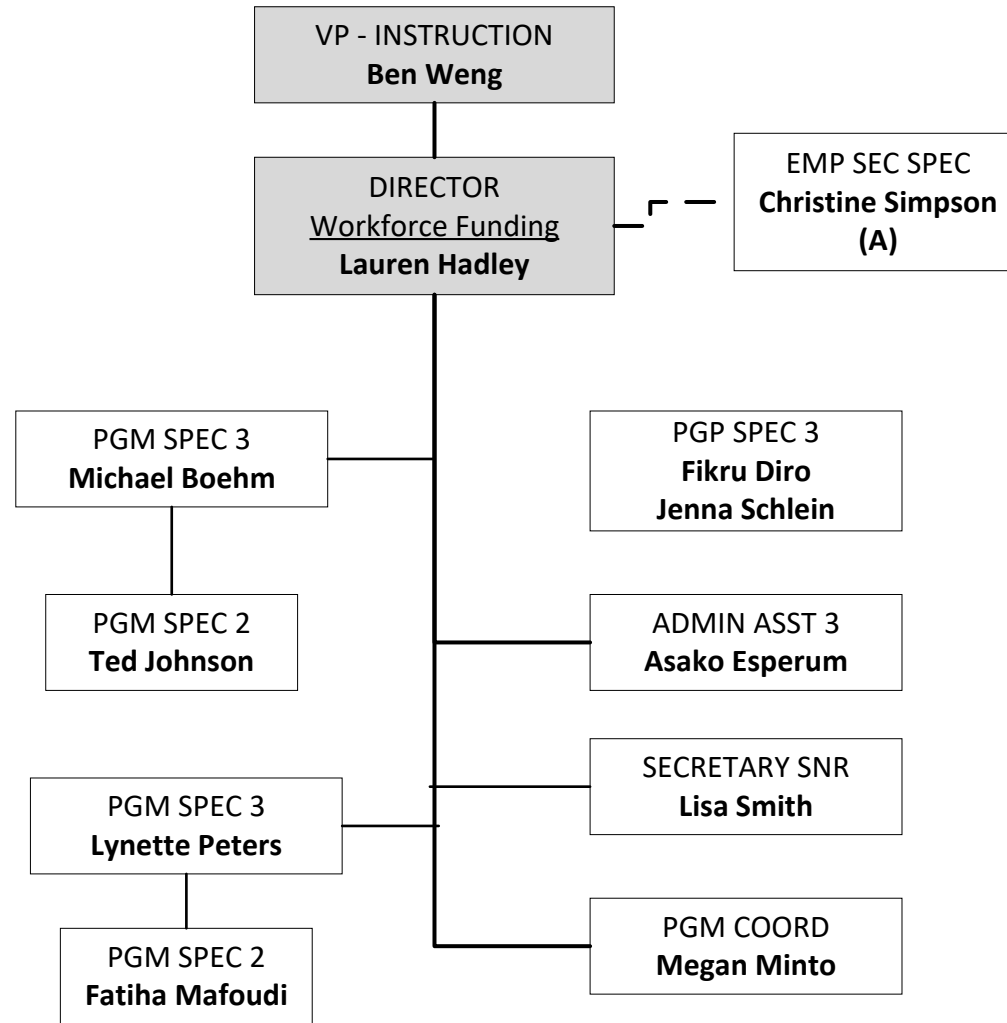 VP - INSTRUCTION
Ben Weng
DIRECTOR
Workforce Funding
Lauren Hadley
EMP SEC SPEC
Christine Simpson
(A)
PGM SPEC 3
Michael Boehm
PGP SPEC 3
Fikru Diro
Jenna Schlein
PGM SPEC 2
Ted Johnson
ADMIN ASST 3
Asako Esperum
SECRETARY SNR
Lisa Smith
PGM SPEC 3
Lynette Peters
PGM COORD
Megan Minto
PGM SPEC 2
Fatiha Mafoudi